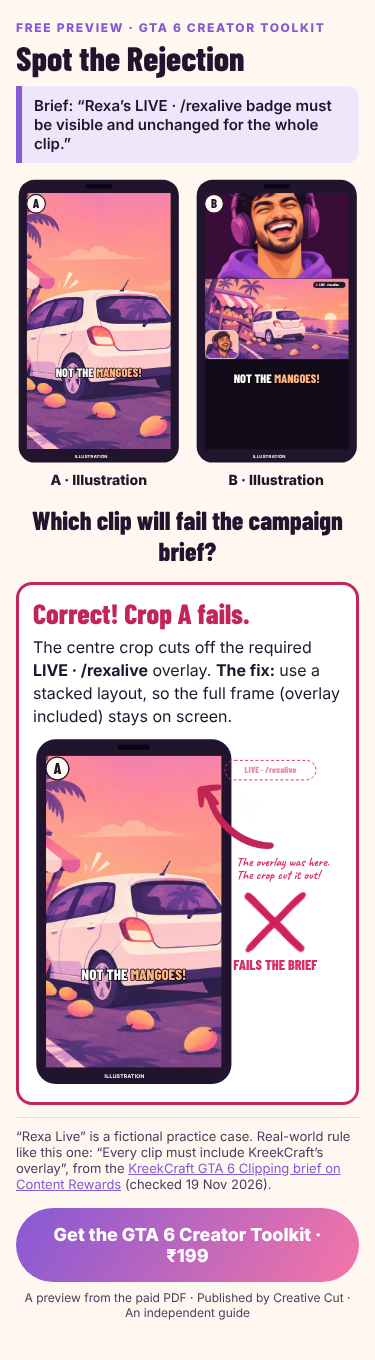 FREE PREVIEW · GTA 6 CREATOR TOOLKIT
Spot the Rejection
Brief: “Rexa’s LIVE · /rexalive badge must
be visible and unchanged for the whole
clip.”
A
NOT THE MANGOES!
ILLUSTRATION
B
LIVE · /rexalive
NOT THE MANGOES!
ILLUSTRATION
A · Illustration
B · Illustration
Which clip will fail the campaign
brief?
Correct! Crop A fails.
The centre crop cuts off the required
LIVE · /rexalive overlay. The fix: use a
stacked layout, so the full frame (overlay
included) stays on screen.
A
LIVE · /rexalive
The overlay was here.
The crop cut it out!
FAILS THE BRIEF
NOT THE MANGOES!
ILLUSTRATION
“Rexa Live” is a fictional practice case. Real-world rule
like this one: “Every clip must include KreekCraft’s
overlay”, from the KreekCraft GTA 6 Clipping brief on
Content Rewards (checked 19 Nov 2026).
Get the GTA 6 Creator Toolkit ·
₹199
A preview from the paid PDF · Published by Creative Cut ·
An independent guide